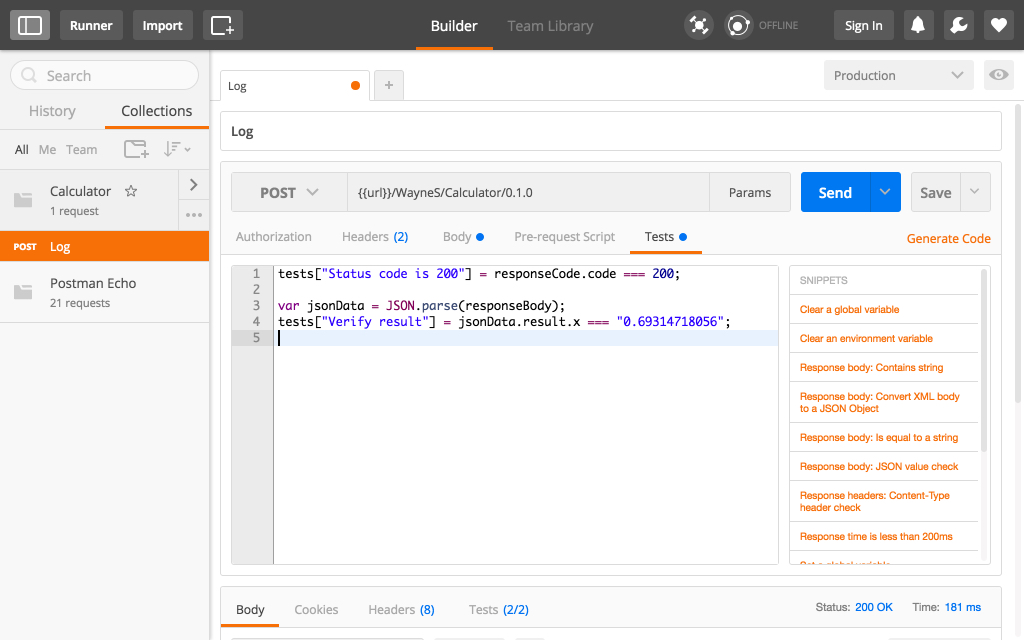 Runner
Import
Builder
Team Library
OFFLINE
Sign In
Search
History
Collections
All Me Team
Calculator
1 request
POST Log
Postman Echo
21 requests
Log
+
Production
Log
POST
{{url}}/WayneS/Calculator/0.1.0
Params
Send
Save
Authorization
Headers (2)
Body
Pre-request Script
Tests
Generate Code
1 tests["Status code is 200"] = responseCode.code === 200;
2
3 var jsonData = JSON.parse(responseBody);
4 tests["Verify result"] = jsonData.result.x === "0.69314718056";
5
SNIPPETS
Clear a global variable
Clear an environment variable
Response body: Contains string
Response body: Convert XML body
to a JSON Object
Response body: Is equal to a string
Response body: JSON value check
Response headers: Content-Type
header check
Response time is less than 200ms
Set a global variable
Body
Cookies
Headers (8)
Tests (2/2)
Status: 200 OK
Time: 181 ms